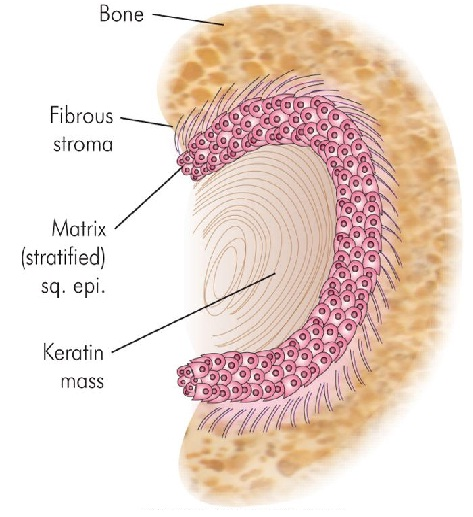 Bone
Fibrous
stroma
Matrix
(stratified)
sq. epi.
Keratin
mass